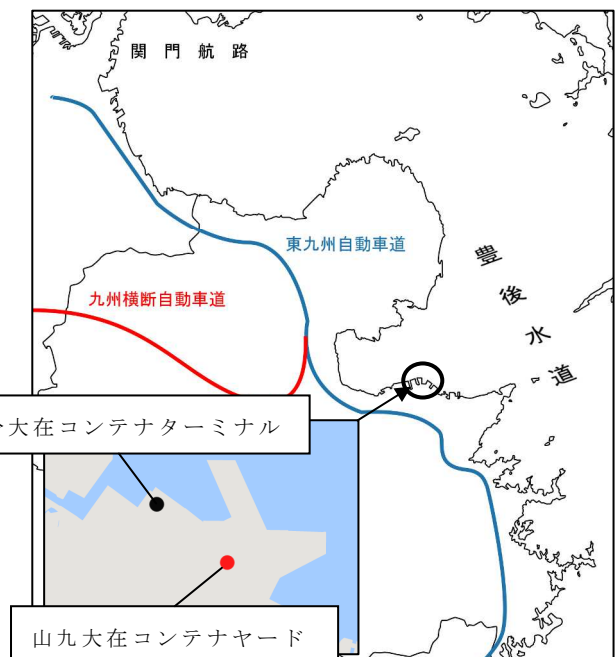 関門航路
東九州自動車道
豊後水道
九州横断自動車道
大在コンテナターミナル
山九大在コンテナヤード